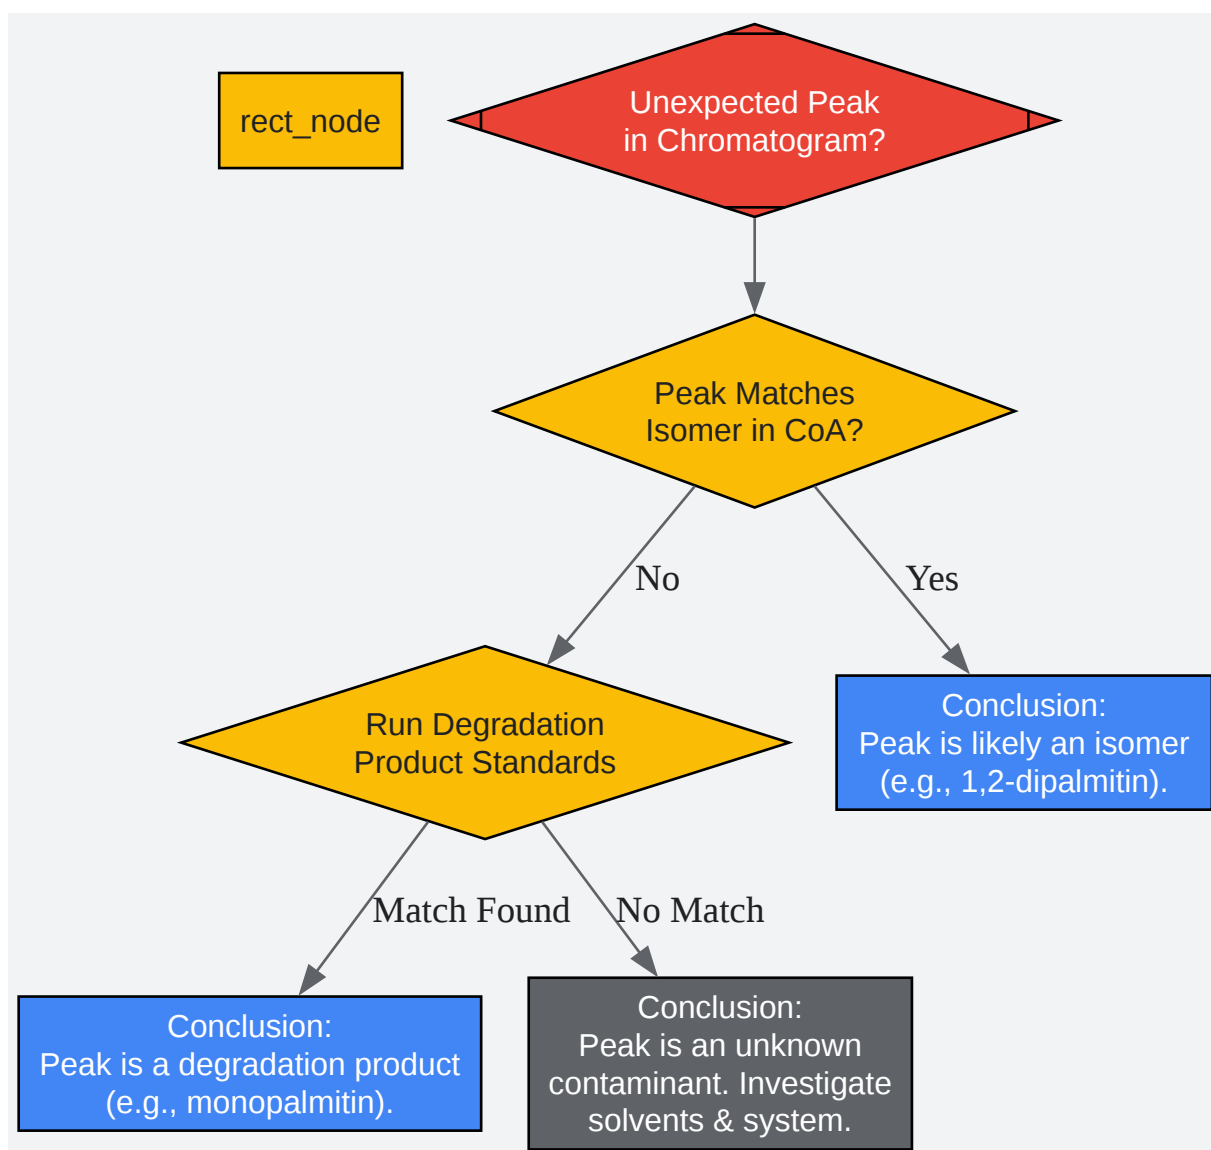 rect_node
Unexpected Peak
in Chromatogram?
Peak Matches
Isomer in CoA?
No
Yes
Run Degradation
Product Standards
Conclusion:
Peak is likely an isomer
(e.g., 1,2-dipalmitin).
Match Found
No Match
Conclusion:
Peak is a degradation product
(e.g., monopalmitin).
Conclusion:
Peak is an unknown
contaminant. Investigate
solvents & system.